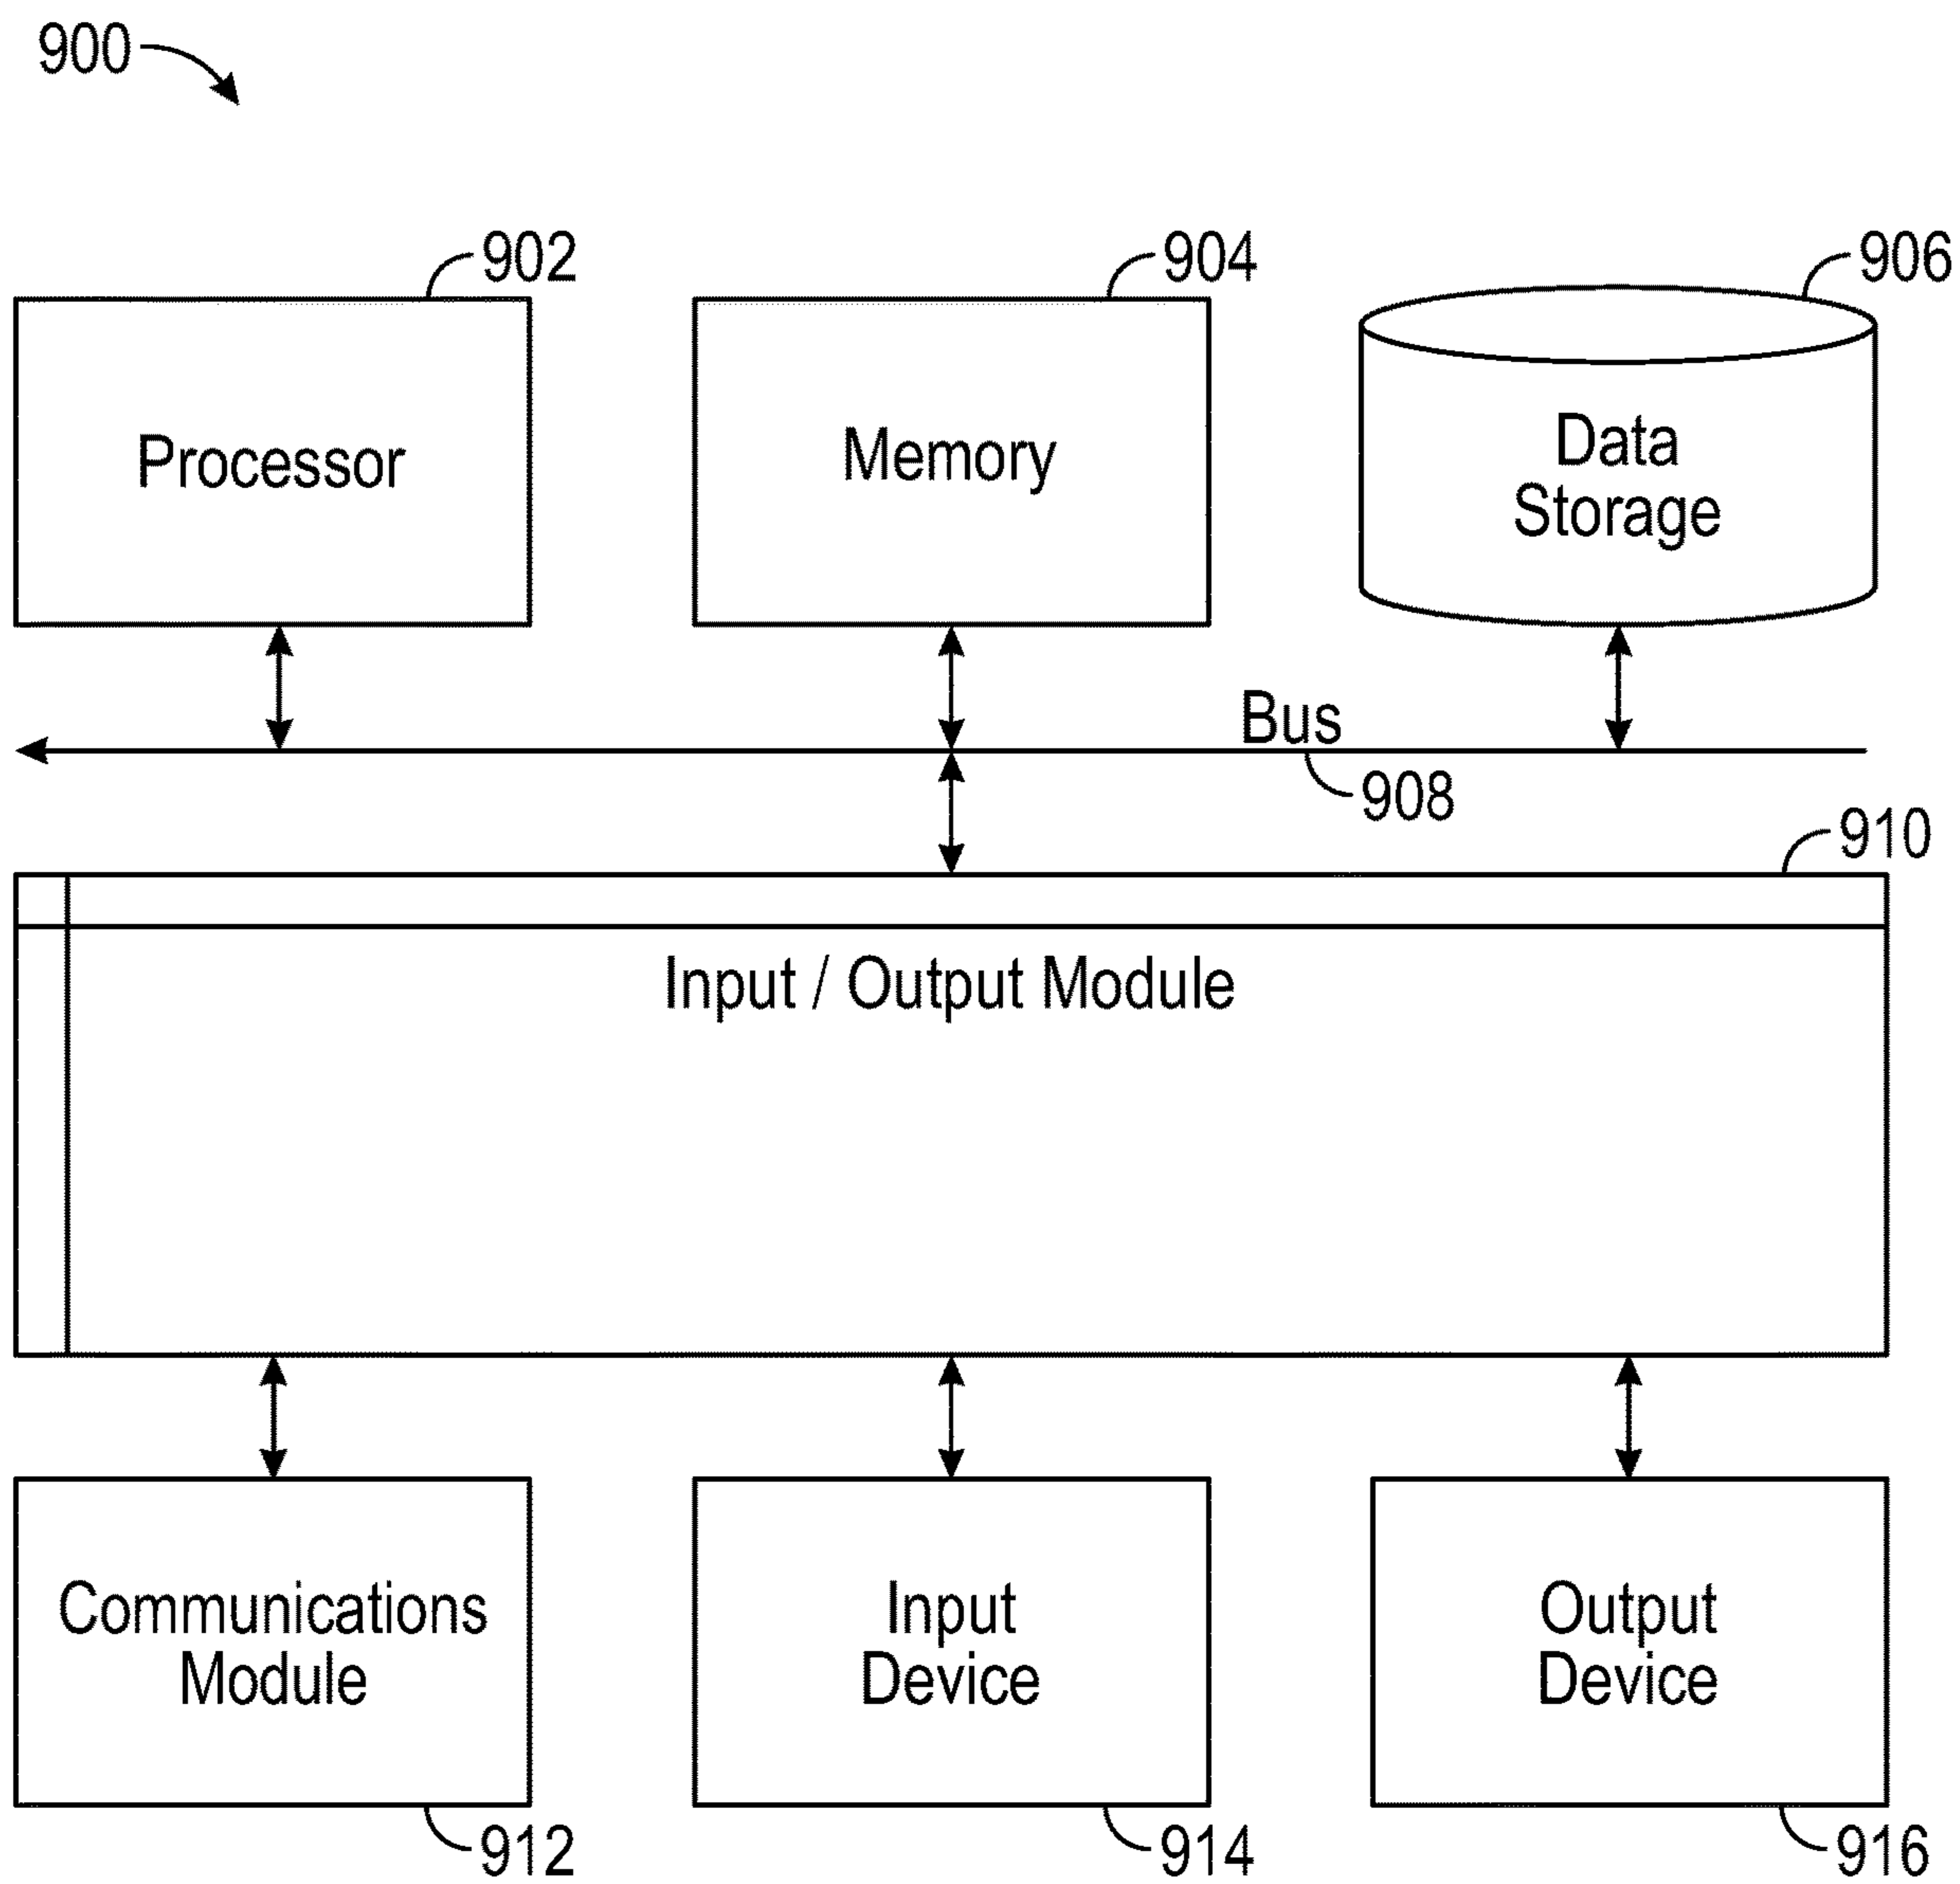 900
902
904
906
Processor
Memory
Data
Storage
Bus
908
910
Input / Output Module
Communications
Module
Input
Device
Output
Device
912
914
916